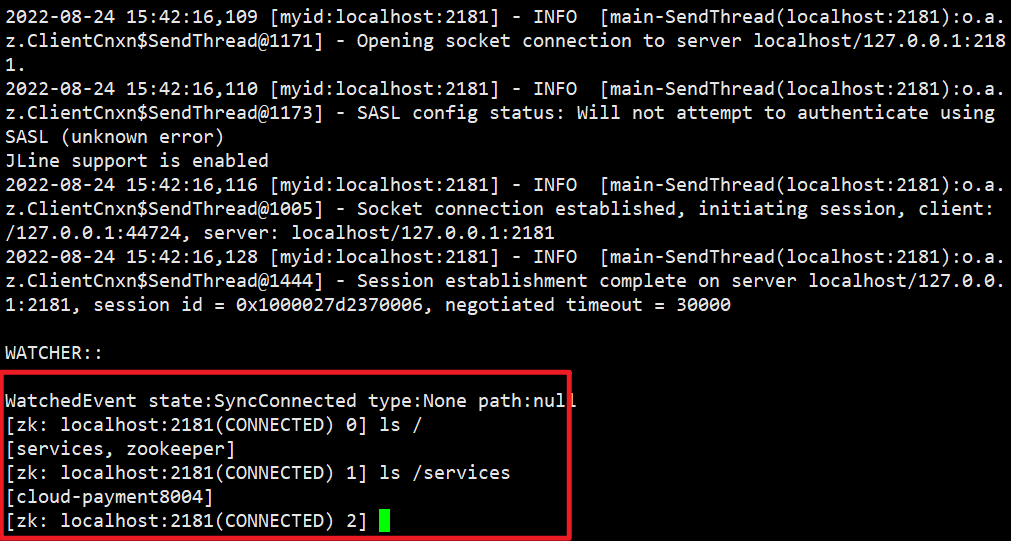 2022-08-24 15:42:16,109 [myid:localhost:2181] - INFO  [main-SendThread(localhost:2181):o.a.
z.ClientCnxn$SendThread@1171] - Opening socket connection to server localhost/127.0.0.1:218
1.
2022-08-24 15:42:16,110 [myid:localhost:2181] - INFO  [main-SendThread(localhost:2181):o.a.
z.ClientCnxn$SendThread@1173] - SASL config status: Will not attempt to authenticate using
SASL (unknown error)
JLine support is enabled
2022-08-24 15:42:16,116 [myid:localhost:2181] - INFO  [main-SendThread(localhost:2181):o.a.
z.ClientCnxn$SendThread@1005] - Socket connection established, initiating session, client:
/127.0.0.1:44724, server: localhost/127.0.0.1:2181
2022-08-24 15:42:16,128 [myid:localhost:2181] - INFO  [main-SendThread(localhost:2181):o.a.
z.ClientCnxn$SendThread@1444] - Session establishment complete on server localhost/127.0.0.
1:2181, session id = 0x1000027d2370006, negotiated timeout = 30000
WATCHER::
WatchedEvent state:SyncConnected type:None path:null
[zk: localhost:2181(CONNECTED) 0] ls /
[services, zookeeper]
[zk: localhost:2181(CONNECTED) 1] ls /services
[cloud-payment8004]
[zk: localhost:2181(CONNECTED) 2]